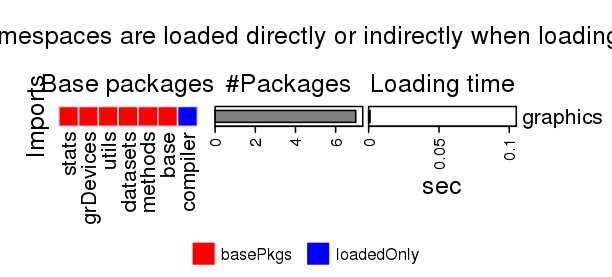 mespaces are loaded directly or indirectly when loading
Base packages #Packages Loading time
Imports
graphics
stats
grDevices
utils
datasets
methods
base
compiler
0 2 4 6
0 0.05 0.1
sec
basePkgs loadedOnly